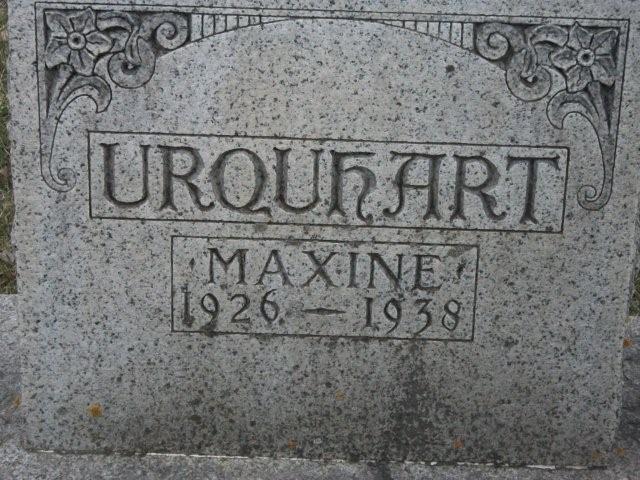 URQUHART
MAXINE
1926 — 1938